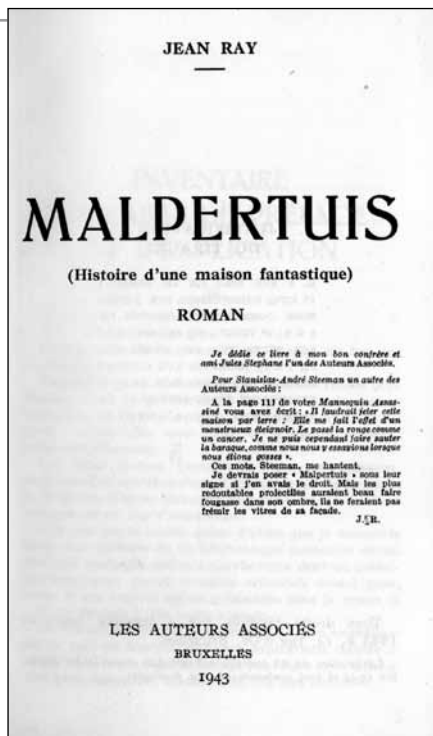 JEAN RAY
MALPERTUIS
(Histoire d'une maison fantastique)
ROMAN
Je dédie ce livre à mon bon confrère et
ami Jules Stephane l'un des Auteurs Associés.
Pour Stanislas-André Steeman un autre des
Auteurs Associés :
A la page 111 de votre Mannequin Assas-
siné vous avez écrit : « Il faudrait jeter cette
maison par terre : Elle me fait l'effet d'un
monstrueux éteignoir. Le passé la ronge comme
un cancer. Je ne puis cependant faire sauter
la baraque, comme nous nous y essayions lorsque
nous étions gosses ».
Ces mots, Steeman, me hantent.
Je devrais poser « Malpertuis » sous leur
signe si j'en avais le droit. Mais les plus
redoutables projectiles auraient beau faire
fougasse dans son ombre, ils ne feraient pas
frémir les vitres de sa façade.
J. R.
LES AUTEURS ASSOCIÉS
BRUXELLES
1943